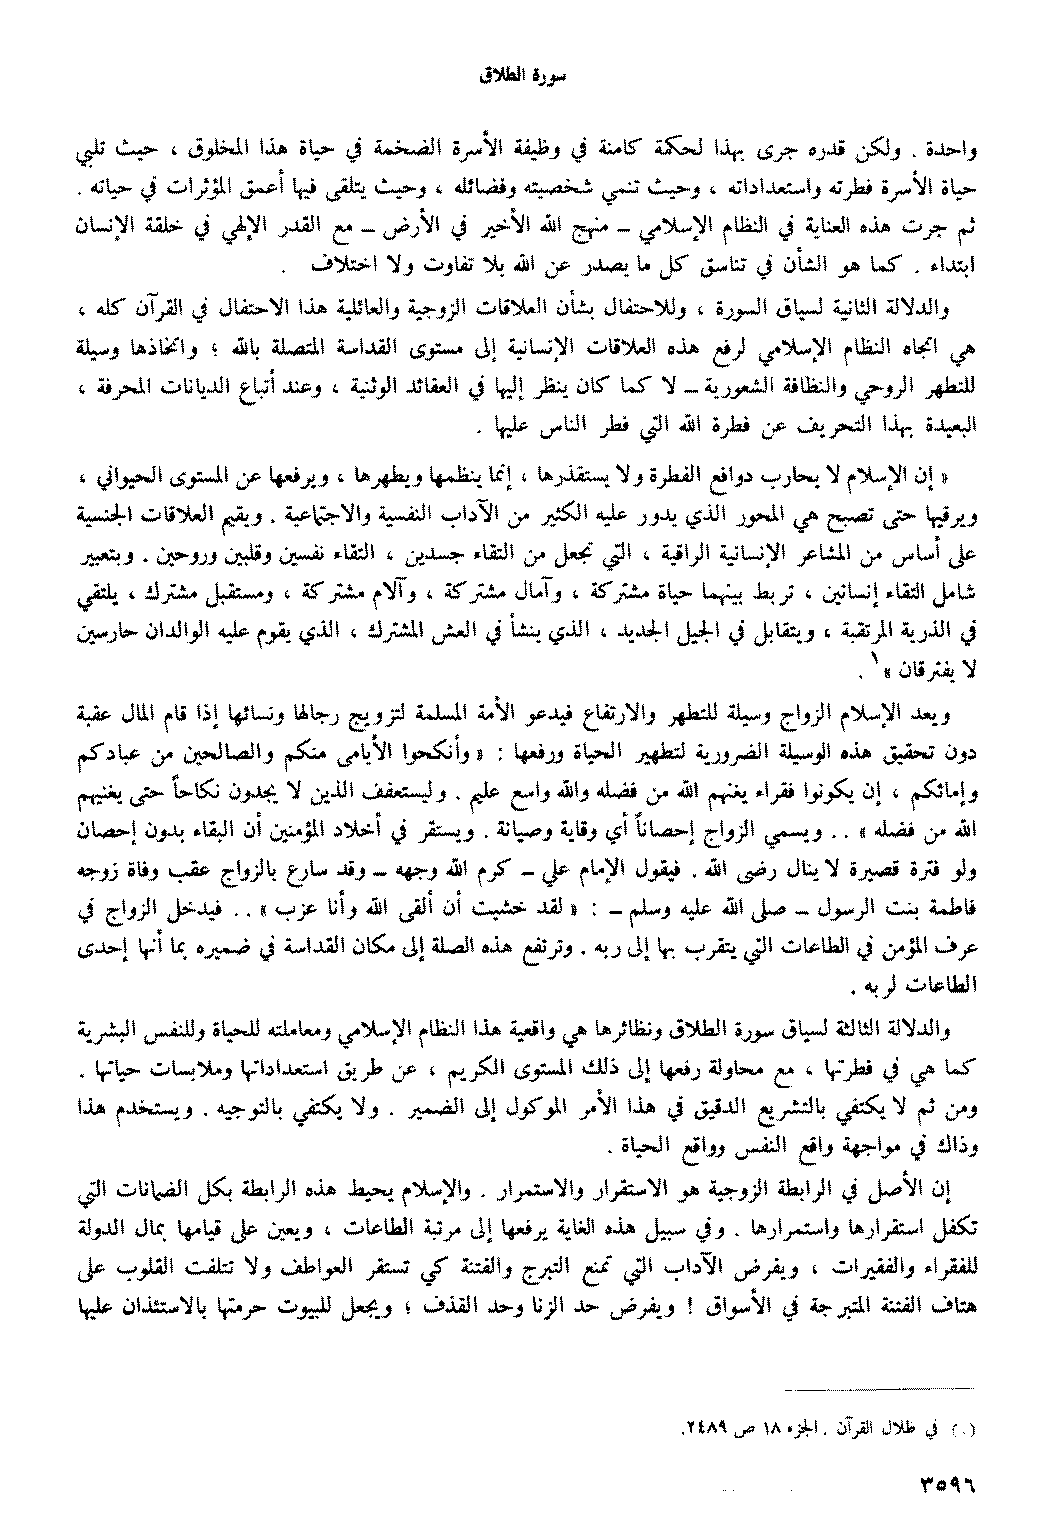 سورة الطلاق
واحدة . ولكن قدره جرى بهذا لحكمة كامنة في وظيفة الأسرة الضخمة في حياة هذا المخلوق ، حيث تلبي
حياة الأسرة فطرته واستعداداته ، وحيث تنمي شخصيته وفضائله ، وحيث يتلقى فيها أعمق المؤثرات في حياته .
ثم جرت هذه العناية في النظام الإسلامي – منهج الله الأخير في الأرض – مع القدر الإلهي في خلقة الإنسان
ابتداء . كما هو الشأن في تناسق كل ما يصدر عن الله بلا تفاوت ولا اختلاف .
والدلالة الثانية لسياق السورة ، وللاحتفال بشأن العلاقات الزوجية والعائلية هذا الاحتفال في القرآن كله ،
هي اتجاه النظام الإسلامي لرفع هذه العلاقات الإنسانية إلى مستوى القداسة المتصلة بالله ؛ واتخاذها وسيلة
للتطهر الروحي والنظافة الشعورية – لا كما كان ينظر إليها في العقائد الوثنية ، وعند أتباع الديانات المحرفة ،
البعيدة بهذا التحريف عن فطرة الله التي فطر الناس عليها .
« إن الإسلام لا يحارب دوافع الفطرة ولا يستقذرها ، إنما ينظمها ويطهرها ، ويرفعها عن المستوى الحيواني ،
ويرقيها حتى تصبح هي المحور الذي يدور عليه الكثير من الآداب النفسية والاجتماعية . ويقيم العلاقات الجنسية
على أساس من المشاعر الإنسانية الراقية ، التي تجعل من التقاء جسدين ، التقاء نفسين وقلبين وروحين . وبتعبير
شامل التقاء إنسانين ، تربط بينهما حياة مشتركة ، وآمال مشتركة ، وآلام مشتركة ، ومستقبل مشترك ، يلتقي
في الذرية المرتقبة ، ويتقابل في الجيل الجديد ، الذي ينشأ في العش المشترك ، الذي يقوم عليه الوالدان حارسين
لا يفترقان »١ .
ويعد الإسلام الزواج وسيلة للتطهر والارتفاع فيدعو الأمة المسلمة لتزويج رجالها ونسائها إذا قام المال عقبة
دون تحقيق هذه الوسيلة الضرورية لتطهير الحياة ورفعها : « وأنكحوا الأيامى منكم والصالحين من عبادكم
وإمائكم ، إن يكونوا فقراء يغنهم الله من فضله والله واسع عليم . وليستعفف الذين لا يجدون نكاحاً حتى يغنيهم
الله من فضله » .. ويسمي الزواج إحصاناً أي وقاية وصيانة . ويستقر في أخلاد المؤمنين أن البقاء بدون إحصان
ولو فترة قصيرة لا ينال رضى الله . فيقول الإمام علي – كرم الله وجهه – وقد سارع بالزواج عقب وفاة زوجه
فاطمة بنت الرسول – صلى الله عليه وسلم – : « لقد خشيت أن ألقى الله وأنا عزب » .. فيدخل الزواج في
عرف المؤمن في الطاعات التي يتقرب بها إلى ربه . وترتفع هذه الصلة إلى مكان القداسة في ضميره بما أنها إحدى
الطاعات لربه .
والدلالة الثالثة لسياق سورة الطلاق ونظائرها هي واقعية هذا النظام الإسلامي ومعاملته للحياة وللنفس البشرية
كما هي في فطرتها ، مع محاولة رفعها إلى ذلك المستوى الكريم ، عن طريق استعداداتها وملابسات حياتها .
ومن ثم لا يكتفي بالتشريع الدقيق في هذا الأمر الموكول إلى الضمير . ولا يكتفي بالتوجيه . ويستخدم هذا
وذاك في مواجهة واقع النفس وواقع الحياة .
إن الأصل في الرابطة الزوجية هو الاستقرار والاستمرار . والإسلام يحيط هذه الرابطة بكل الضمانات التي
تكفل استقرارها واستمرارها . وفي سبيل هذه الغاية يرفعها إلى مرتبة الطاعات ، ويعين على قيامها بمال الدولة
للفقراء والفقيرات ، ويفرض الآداب التي تمنع التبرج والفتنة كي تستقر العواطف ولا تتلفت القلوب على
هتاف الفتنة المتبرجة في الأسواق ! ويفرض حد الزنا وحد القذف ؛ ويجعل للبيوت حرمتها بالاستئذان عليها
(٠) في ظلال القرآن . الجزء ١٨ ص ٢٤٨٩.
٣٥٩٦